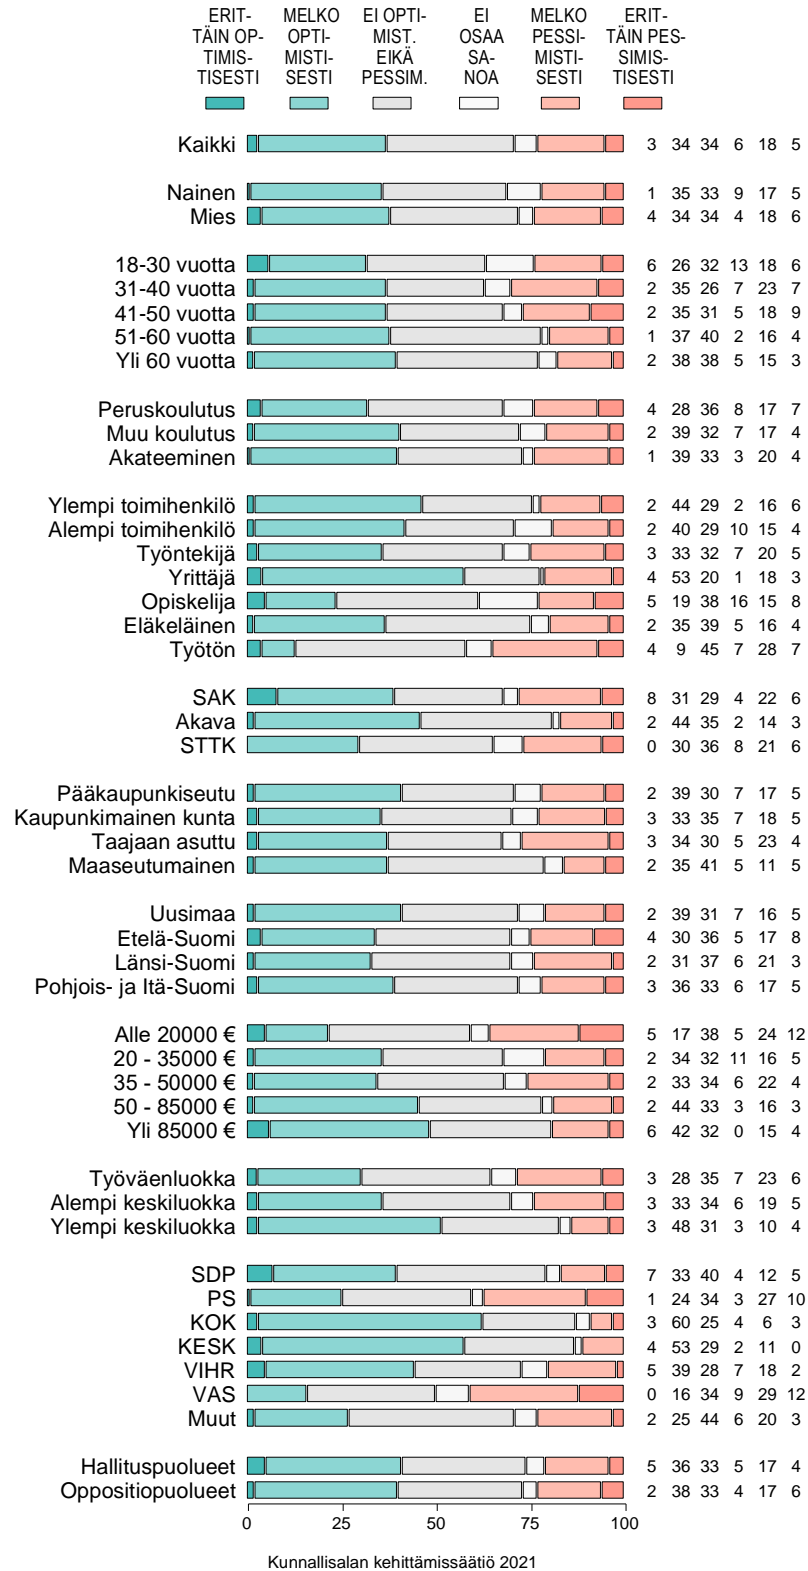 ERIT- MELKO EI OPTI- EI MELKO ERIT-
TÄIN OP- OPTI- MIST. OSAA PESSI- TÄIN PES-
TIMIS- MISTI- EIKÄ SA- MISTI- SIMIS-
TISESTI SESTI PESSIM. NOA SESTI TISESTI
Kaikki 3 34 34 6 18 5
Nainen 1 35 33 9 17 5
Mies 4 34 34 4 18 6
18-30 vuotta 6 26 32 13 18 6
31-40 vuotta 2 35 26 7 23 7
41-50 vuotta 2 35 31 5 18 9
51-60 vuotta 1 37 40 2 16 4
Yli 60 vuotta 2 38 38 5 15 3
Peruskoulutus 4 28 36 8 17 7
Muu koulutus 2 39 32 7 17 4
Akateeminen 1 39 33 3 20 4
Ylempi toimihenkilö 2 44 29 2 16 6
Alempi toimihenkilö 2 40 29 10 15 4
Työntekijä 3 33 32 7 20 5
Yrittäjä 4 53 20 1 18 3
Opiskelija 5 19 38 16 15 8
Eläkeläinen 2 35 39 5 16 4
Työtön 4 9 45 7 28 7
SAK 8 31 29 4 22 6
Akava 2 44 35 2 14 3
STTK 0 30 36 8 21 6
Pääkaupunkiseutu 2 39 30 7 17 5
Kaupunkimainen kunta 3 33 35 7 18 5
Taajaan asuttu 3 34 30 5 23 4
Maaseutumainen 2 35 41 5 11 5
Uusimaa 2 39 31 7 16 5
Etelä-Suomi 4 30 36 5 17 8
Länsi-Suomi 2 31 37 6 21 3
Pohjois- ja Itä-Suomi 3 36 33 6 17 5
Alle 20000 € 5 17 38 5 24 12
20 - 35000 € 2 34 32 11 16 5
35 - 50000 € 2 33 34 6 22 4
50 - 85000 € 2 44 33 3 16 3
Yli 85000 € 6 42 32 0 15 4
Työväenluokka 3 28 35 7 23 6
Alempi keskiluokka 3 33 34 6 19 5
Ylempi keskiluokka 3 48 31 3 10 4
SDP 7 33 40 4 12 5
PS 1 24 34 3 27 10
KOK 3 60 25 4 6 3
KESK 4 53 29 2 11 0
VIHR 5 39 28 7 18 2
VAS 0 16 34 9 29 12
Muut 2 25 44 6 20 3
Hallituspuolueet 5 36 33 5 17 4
Oppositiopuolueet 2 38 33 4 17 6
0 25 50 75 100
Kunnallisalan kehittämissäätiö 2021